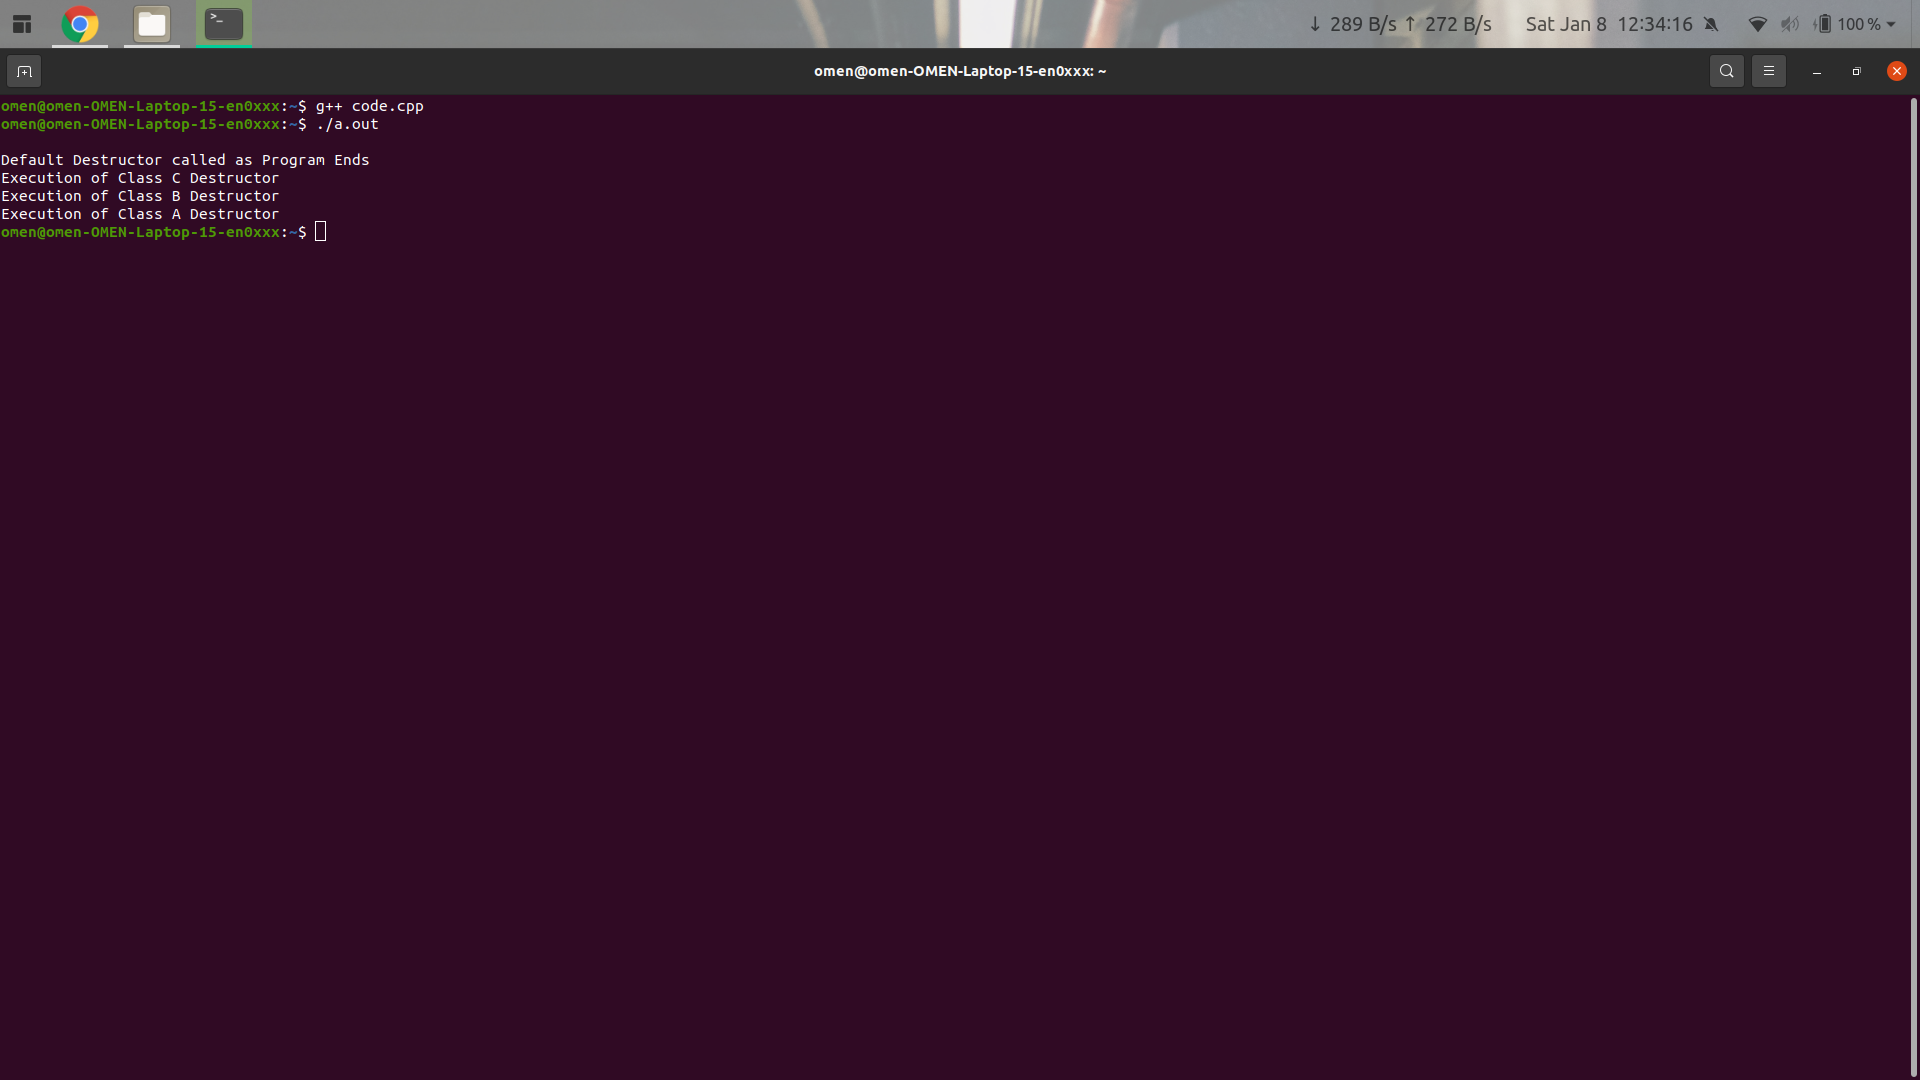 ↓ 289 B/s ↑ 272 B/s Sat Jan 8 12:34:16 100 %
omen@omen-OMEN-Laptop-15-en0xxx: ~
omen@omen-OMEN-Laptop-15-en0xxx:~$ g++ code.cpp
omen@omen-OMEN-Laptop-15-en0xxx:~$ ./a.out
Default Destructor called as Program Ends
Execution of Class C Destructor
Execution of Class B Destructor
Execution of Class A Destructor
omen@omen-OMEN-Laptop-15-en0xxx:~$